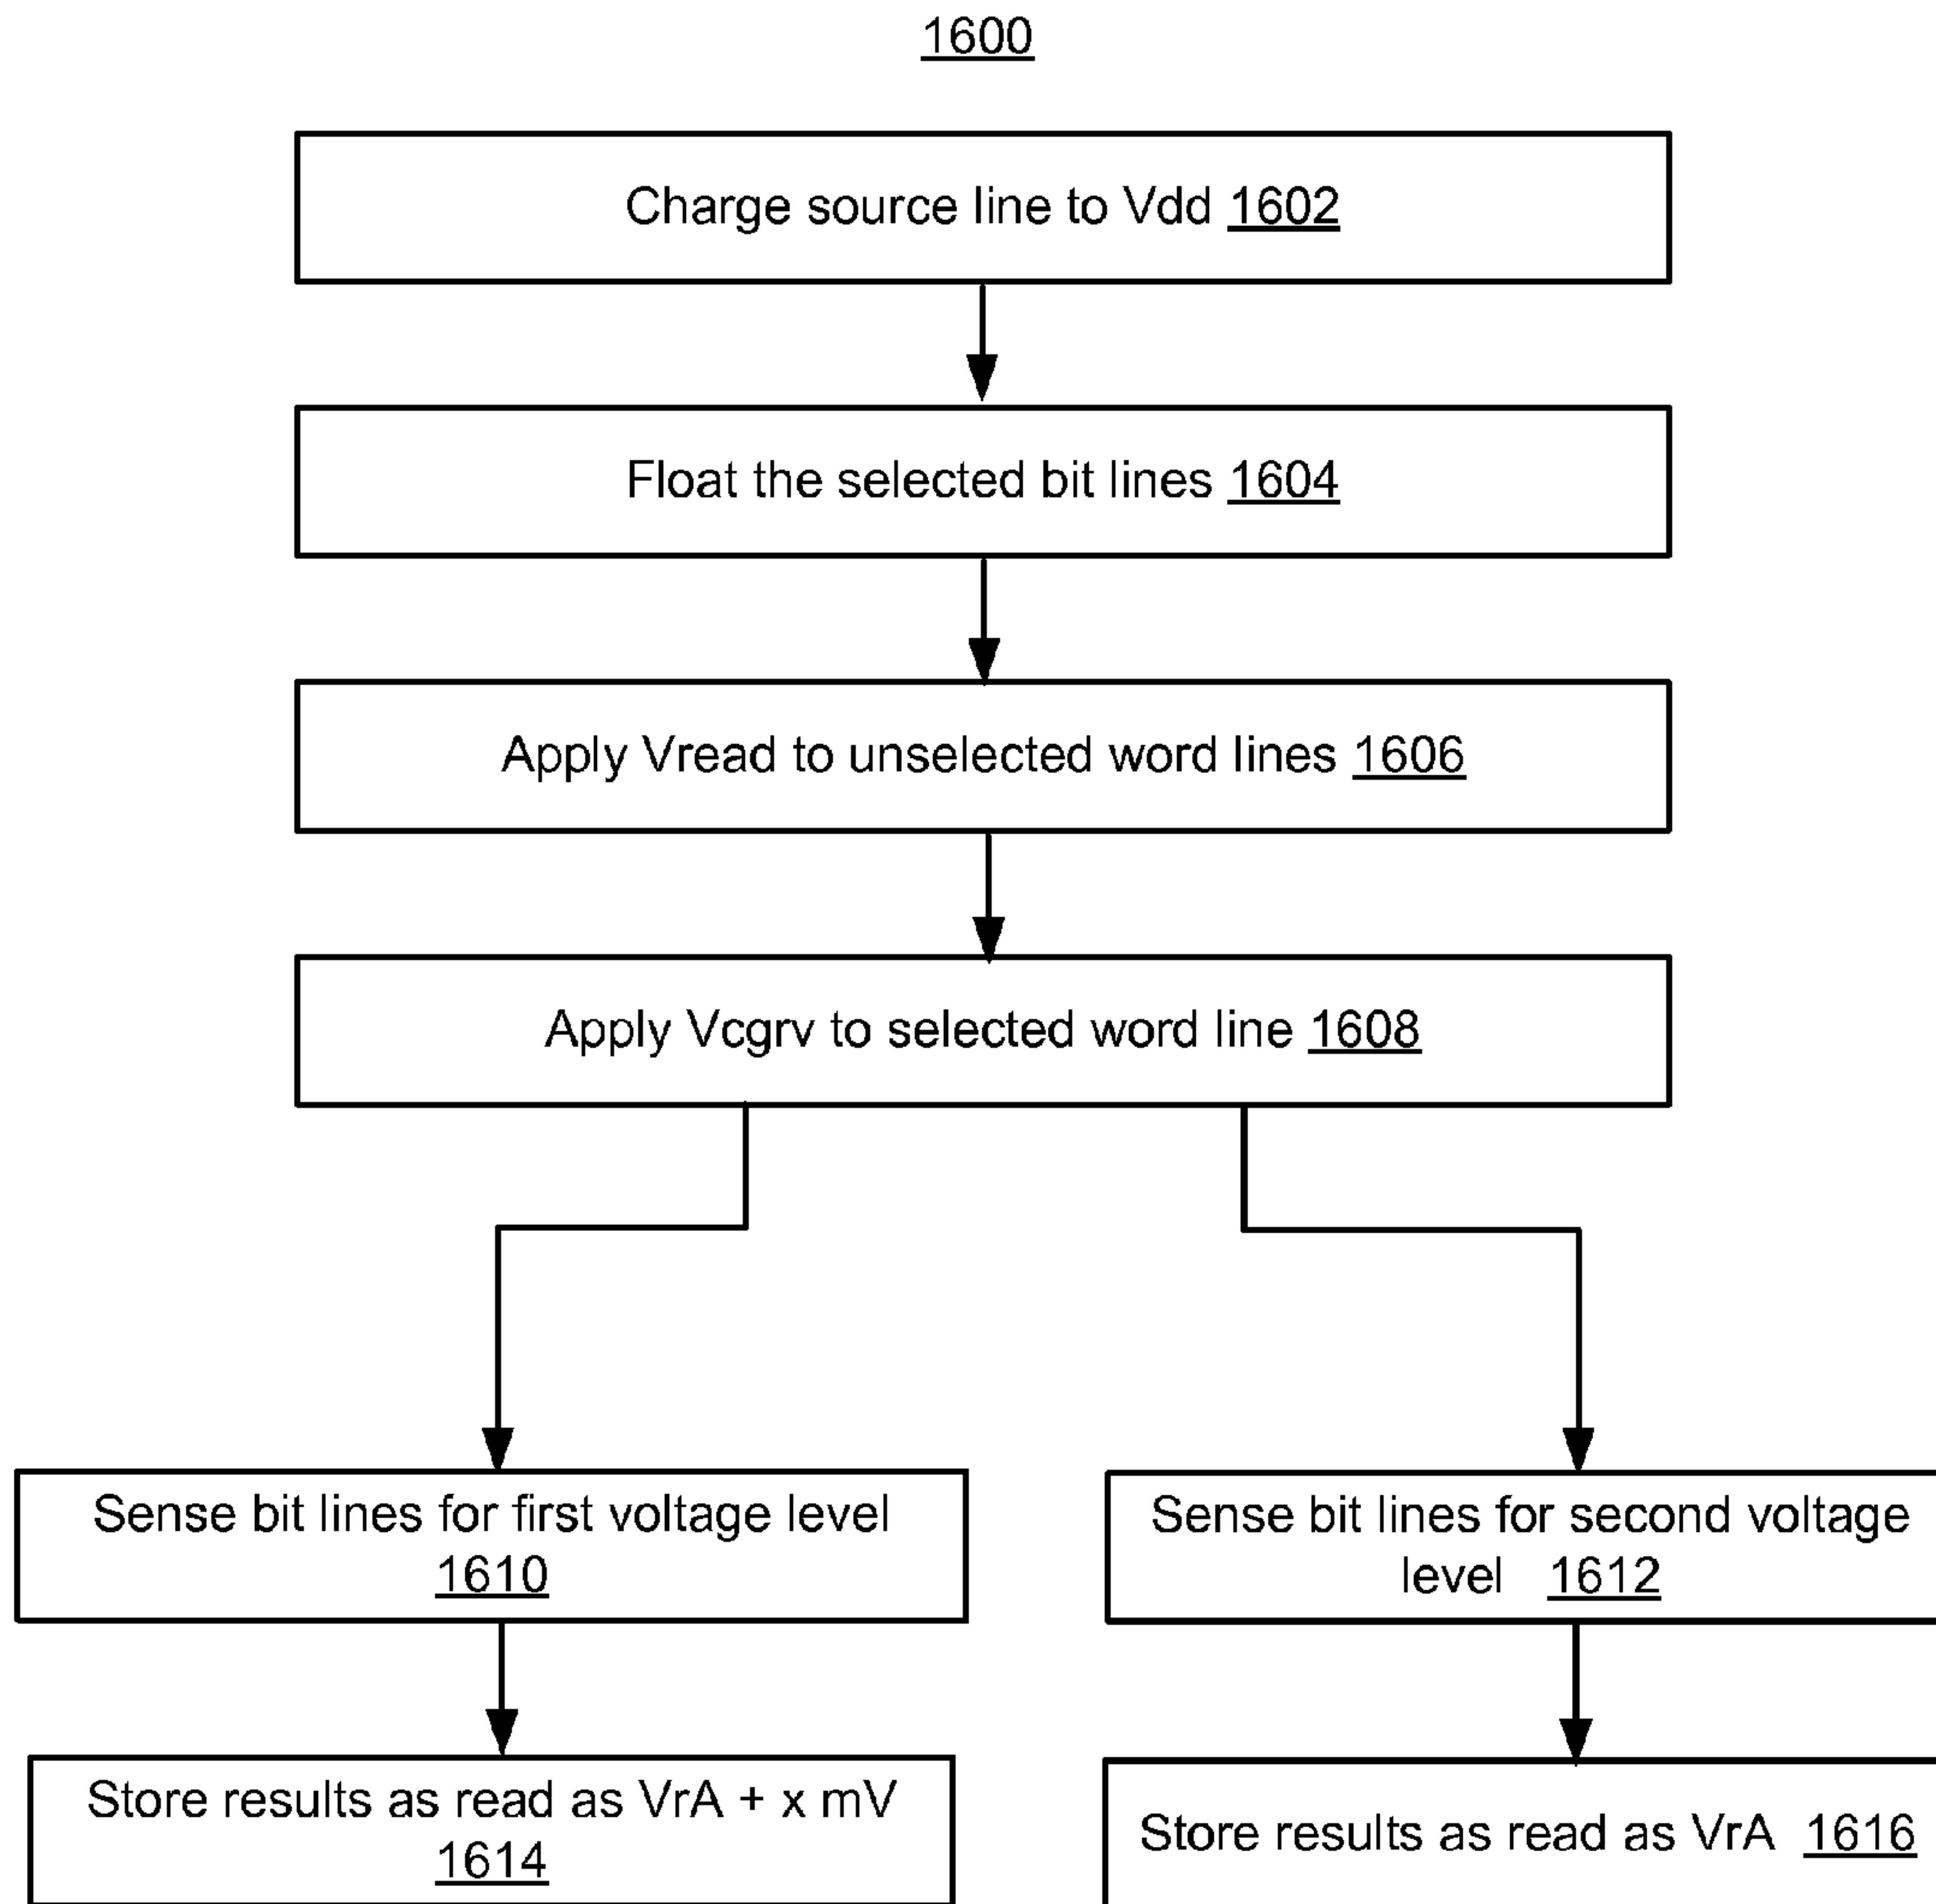 1600
Charge source line to Vdd 1602
Float the selected bit lines 1604
Apply Vread to unselected word lines 1606
Apply Vcgrv to selected word line 1608
Sense bit lines for first voltage level
1610
Sense bit lines for second voltage
level 1612
Store results as read as VrA + x mV
1614
Store results as read as VrA 1616